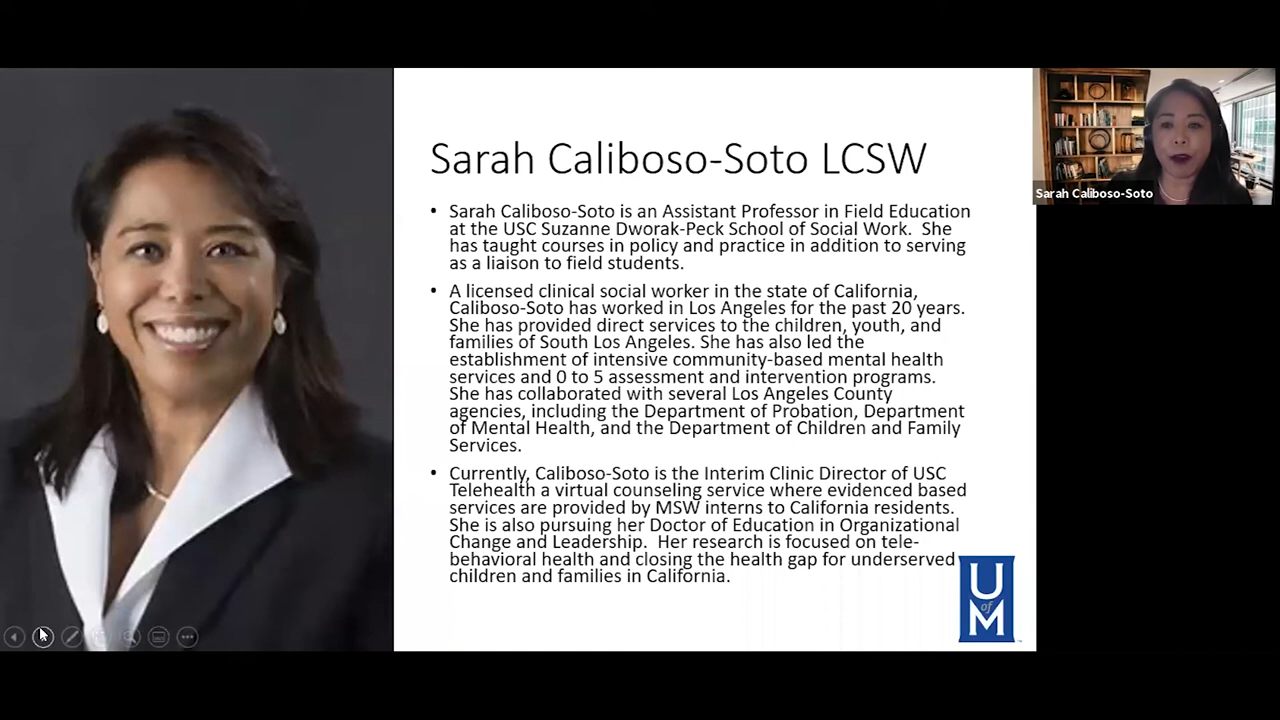 Sarah Caliboso-Soto LCSW
• Sarah Caliboso-Soto is an Assistant Professor in Field Education
at the USC Suzanne Dworak-Peck School of Social Work.  She
has taught courses in policy and practice in addition to serving
as a liaison to field students.
• A licensed clinical social worker in the state of California,
Caliboso-Soto has worked in Los Angeles for the past 20 years.
She has provided direct services to the children, youth, and
families of South Los Angeles. She has also led the
establishment of intensive community-based mental health
services and 0 to 5 assessment and intervention programs.
She has collaborated with several Los Angeles County
agencies, including the Department of Probation, Department
of Mental Health, and the Department of Children and Family
Services.
• Currently, Caliboso-Soto is the Interim Clinic Director of USC
Telehealth a virtual counseling service where evidenced based
services are provided by MSW interns to California residents.
She is also pursuing her Doctor of Education in Organizational
Change and Leadership.  Her research is focused on tele-
behavioral health and closing the health gap for underserved
children and families in California.
U
of
M
Sarah Caliboso-Soto